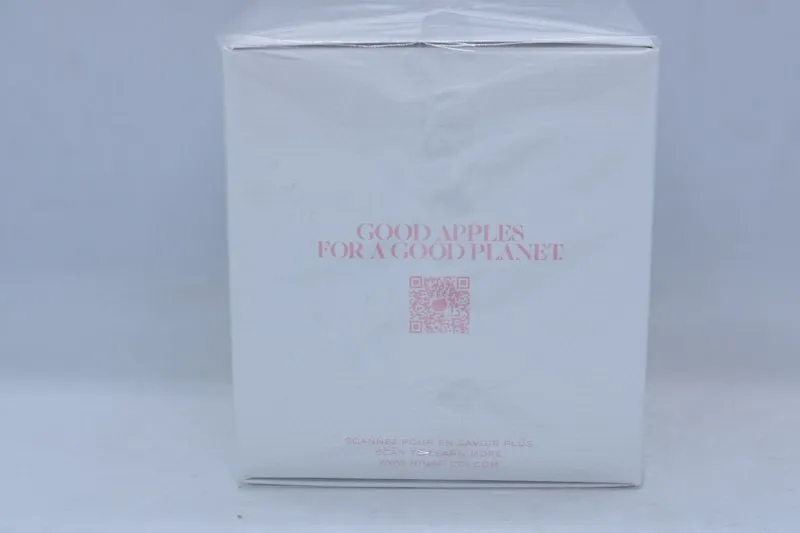 GOOD APPLES
FOR A GOOD PLANET
SCANNEZ POUR EN SAVOIR PLUS
SCAN TO LEARN MORE